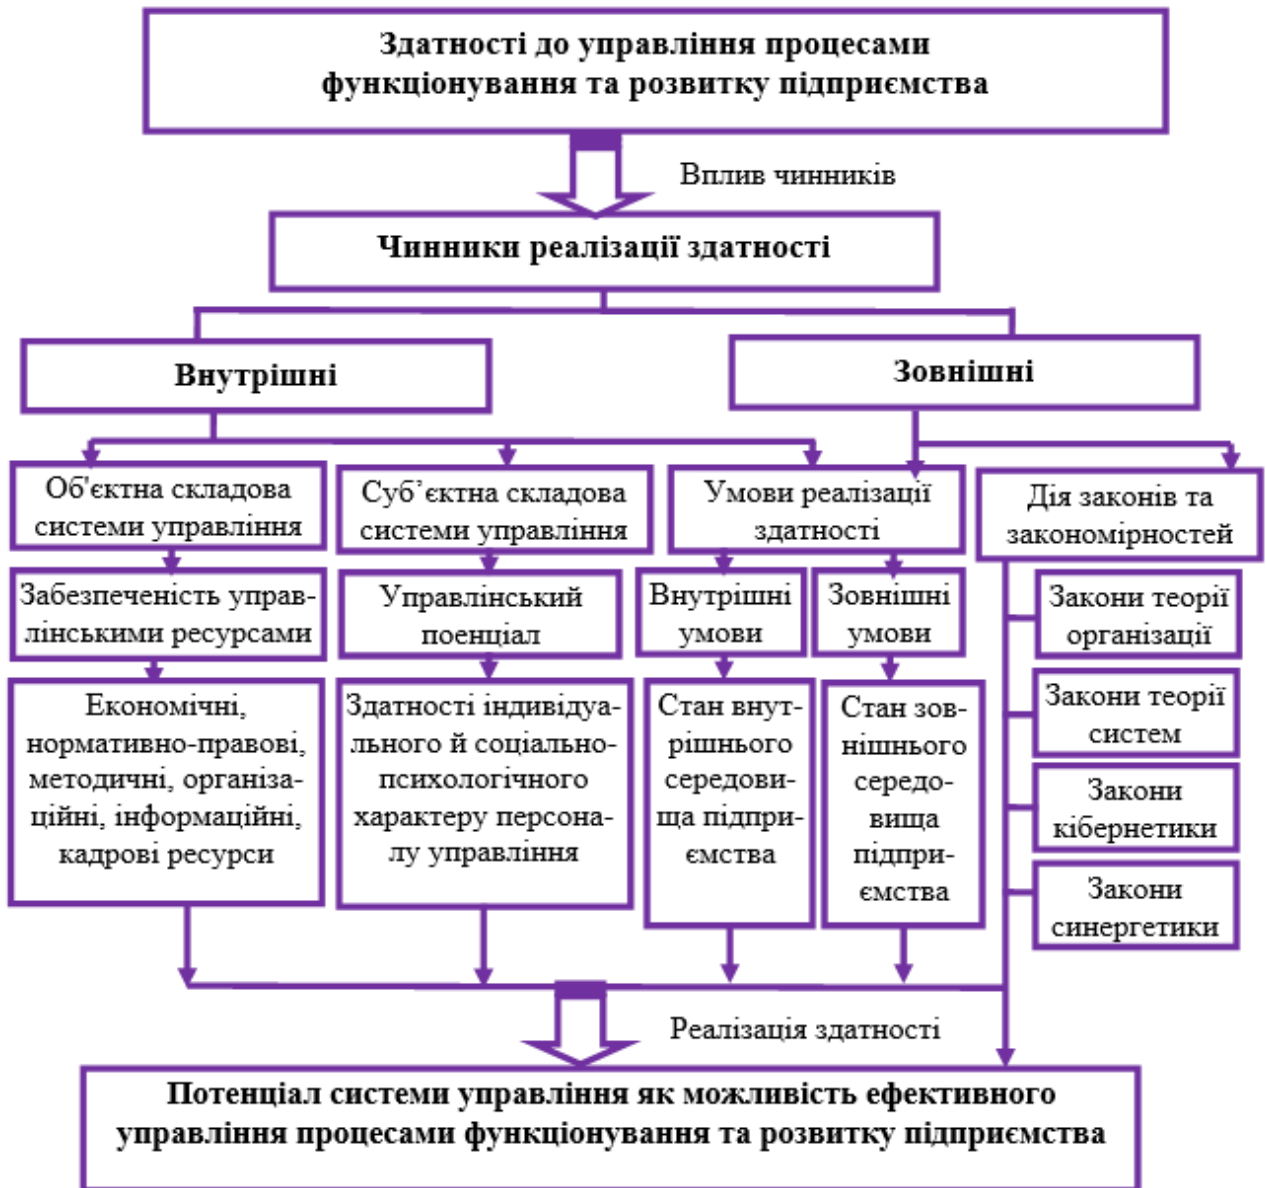 Здатності до управління процесами
функціонування та розвитку підприємства
Вплив чинників
Чинники реалізації здатності
Внутрішні
Зовнішні
Об'єктна складова
системи управління
Суб’єктна складова
системи управління
Умови реалізації
здатності
Дія законів та
закономірностей
Забезпеченість управ-
лінськими ресурсами
Управлінський
поенціал
Внутрішні
умови
Зовнішні
умови
Закони теорії
організації
Економічні,
нормативно-правові,
методичні, організа-
ційні, інформаційні,
кадрові ресурси
Здатності індивідуа-
льного й соціально-
психологічного
характеру персона-
лу управління
Стан внут-
рішнього
середови-
ща підпри-
ємства
Стан зов-
нішнього
середо-
вища
підпри-
ємства
Закони теорії
систем
Закони
кібернетики
Закони
синергетики
Реалізація здатності
Потенціал системи управління як можливість ефективного
управління процесами функціонування та розвитку підприємства